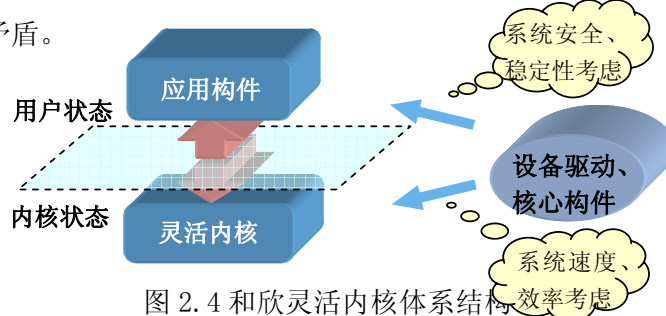 矛盾。
系统安全、
稳定性考虑
应用构件
用户状态
设备驱动、
核心构件
内核状态
灵活内核
系统速度、
效率考虑
图 2.4 和欣灵活内核体系结构